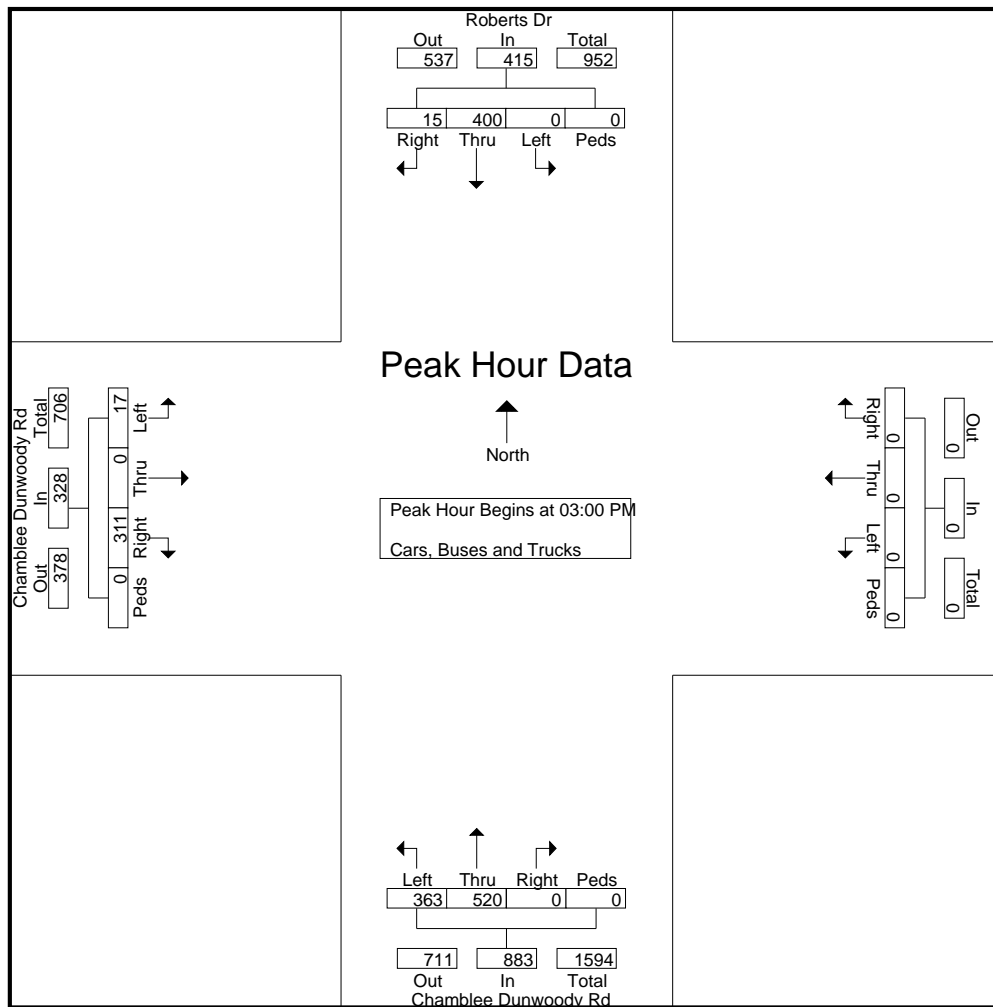 Roberts Dr
Out In Total
537 415 952
15 400 0 0
Right Thru Left Peds
Peak Hour Data
North
Peak Hour Begins at 03:00 PM
Cars, Buses and Trucks
Chamblee Dunwoody Rd
Out In Total
378 328 706
17 0 311 0
Left Thru Right Peds
Right Thru Left Peds
0 0 0 0
Out In Total
0 0 0
Left Thru Right Peds
363 520 0 0
711 883 1594
Out In Total
Chamblee Dunwoody Rd